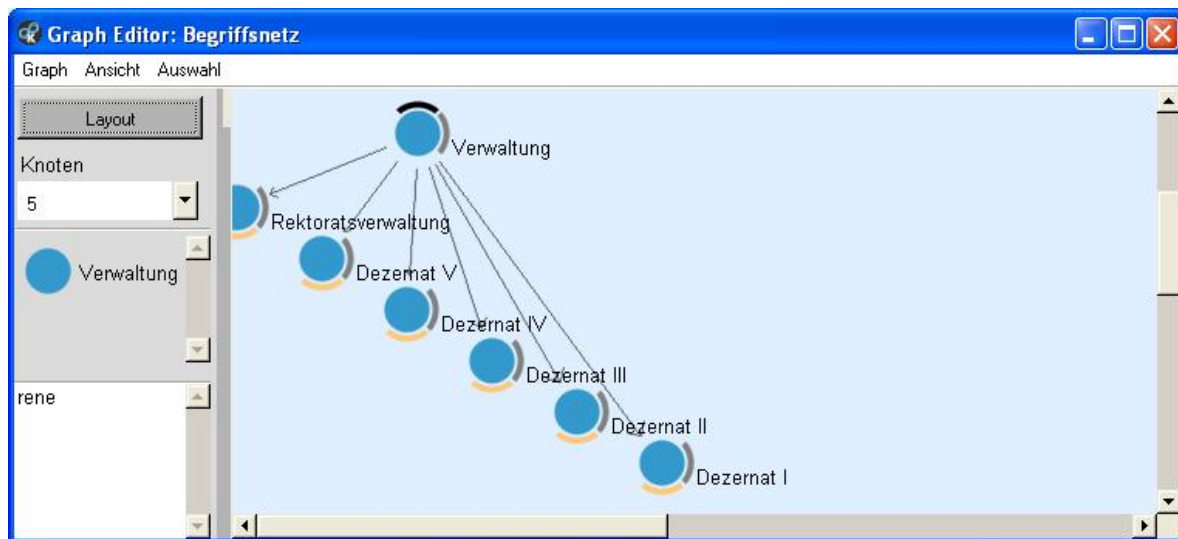 Graph Editor: Begriffsnetz
Graph Ansicht Auswahl
Layout
Knoten
5
Verwaltung
rene
Verwaltung
Rektoratsverwaltung
Dezernat V
Dezernat IV
Dezernat III
Dezernat II
Dezernat I